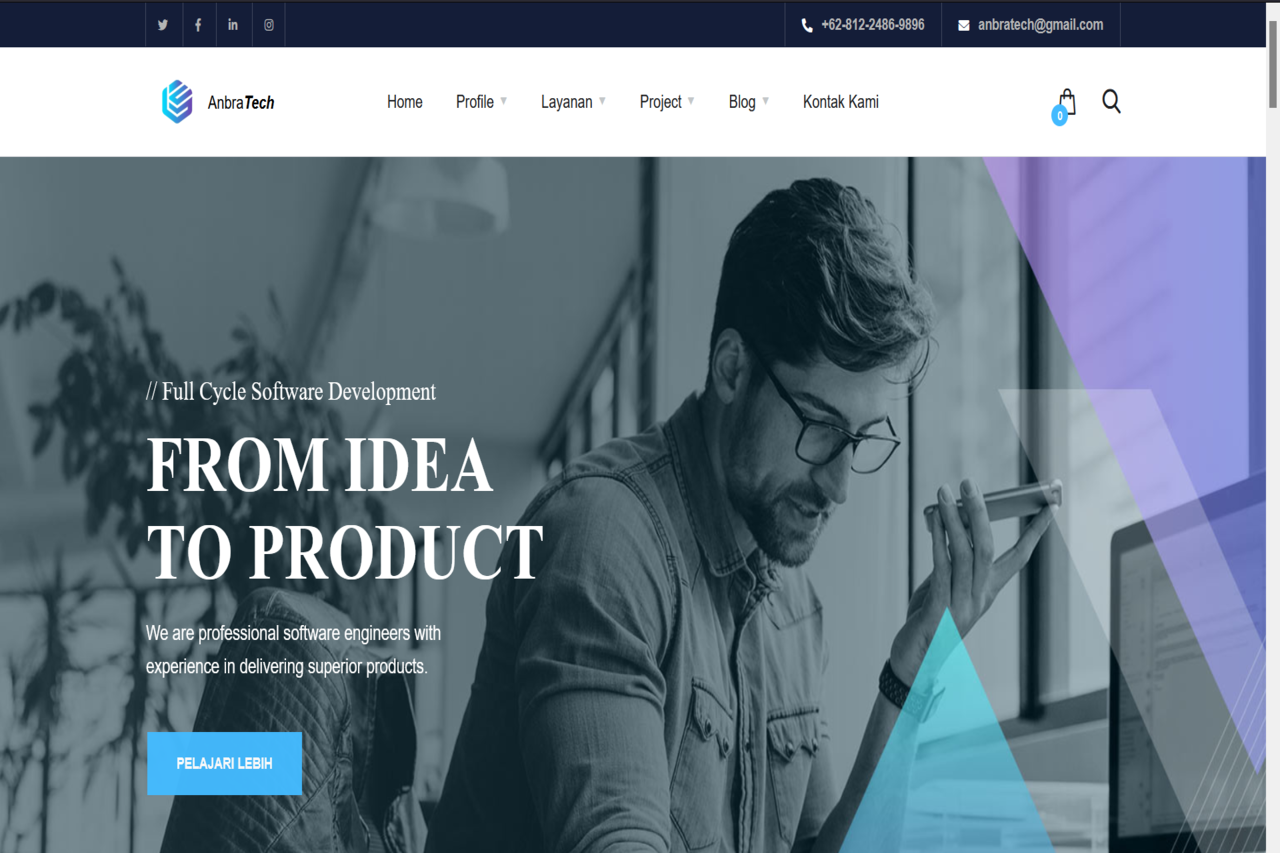 +62-812-2486-9896
anbratech@gmail.com
AnbraTech
Home
Profile
Layanan
Project
Blog
Kontak Kami
0
// Full Cycle Software Development
FROM IDEA
TO PRODUCT
We are professional software engineers with
experience in delivering superior products.
PELAJARI LEBIH